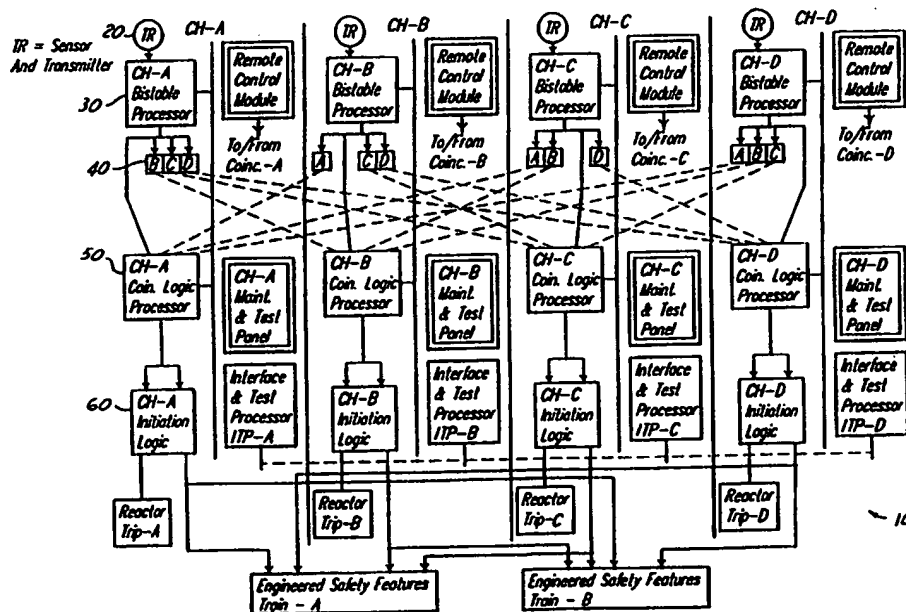 20
TR
CH-A
TR
CH-B
TR
CH-C
TR
CH-D
TR = Sensor
And Transmitter
30
CH-A
Bistable
Processor
Remote
Control
Module
CH-B
Bistable
Processor
Remote
Control
Module
CH-C
Bistable
Processor
Remote
Control
Module
CH-D
Bistable
Processor
Remote
Control
Module
To/From
Coinc.-A
To/From
Coinc.-B
To/From
Coinc.-C
To/From
Coinc.-D
40
B C D
A C D
A B D
A B C
50
CH-A
Coin. Logic
Processor
CH-A
Maint.
& Test
Panel
CH-B
Coin. Logic
Processor
CH-B
Maint.
& Test
Panel
CH-C
Coin. Logic
Processor
CH-C
Maint.
& Test
Panel
CH-D
Coin. Logic
Processor
CH-D
Maint.
& Test
Panel
60
CH-A
Initiation
Logic
Interface
& Test
Processor
ITP-A
CH-B
Initiation
Logic
Interface
& Test
Processor
ITP-B
CH-C
Initiation
Logic
Interface
& Test
Processor
ITP-C
CH-D
Initiation
Logic
Interface
& Test
Processor
ITP-D
Reactor
Trip-A
Reactor
Trip-B
Reactor
Trip-C
Reactor
Trip-D
Engineered Safety Features
Train - A
Engineered Safety Features
Train - B